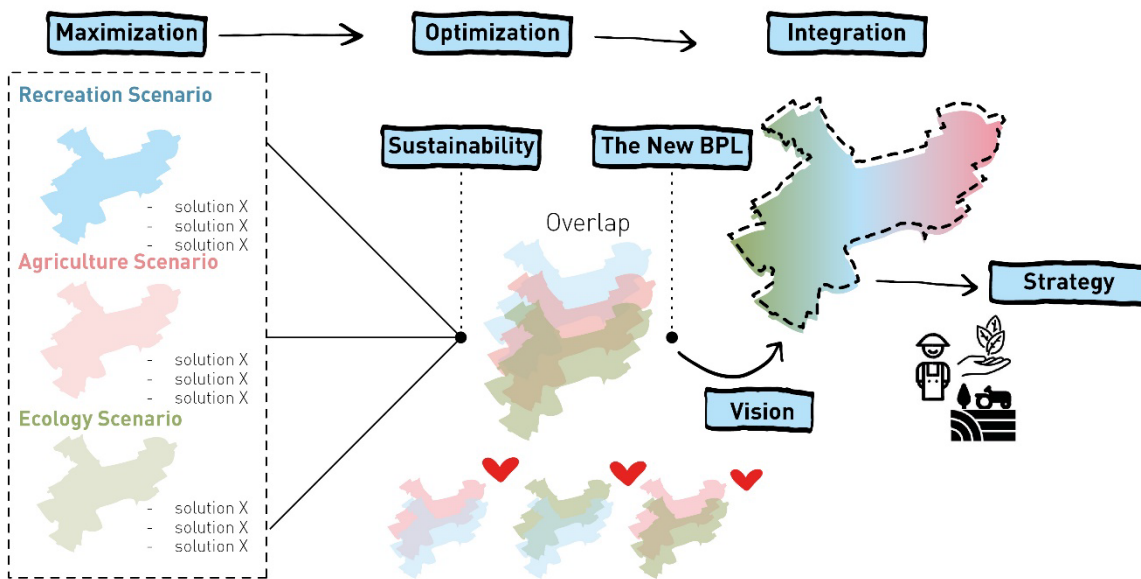 Maximization
Optimization
Integration
Recreation Scenario
- solution X
- solution X
- solution X
Agriculture Scenario
- solution X
- solution X
- solution X
Ecology Scenario
- solution X
- solution X
- solution X
Sustainability
The New BPL
Overlap
Vision
Strategy